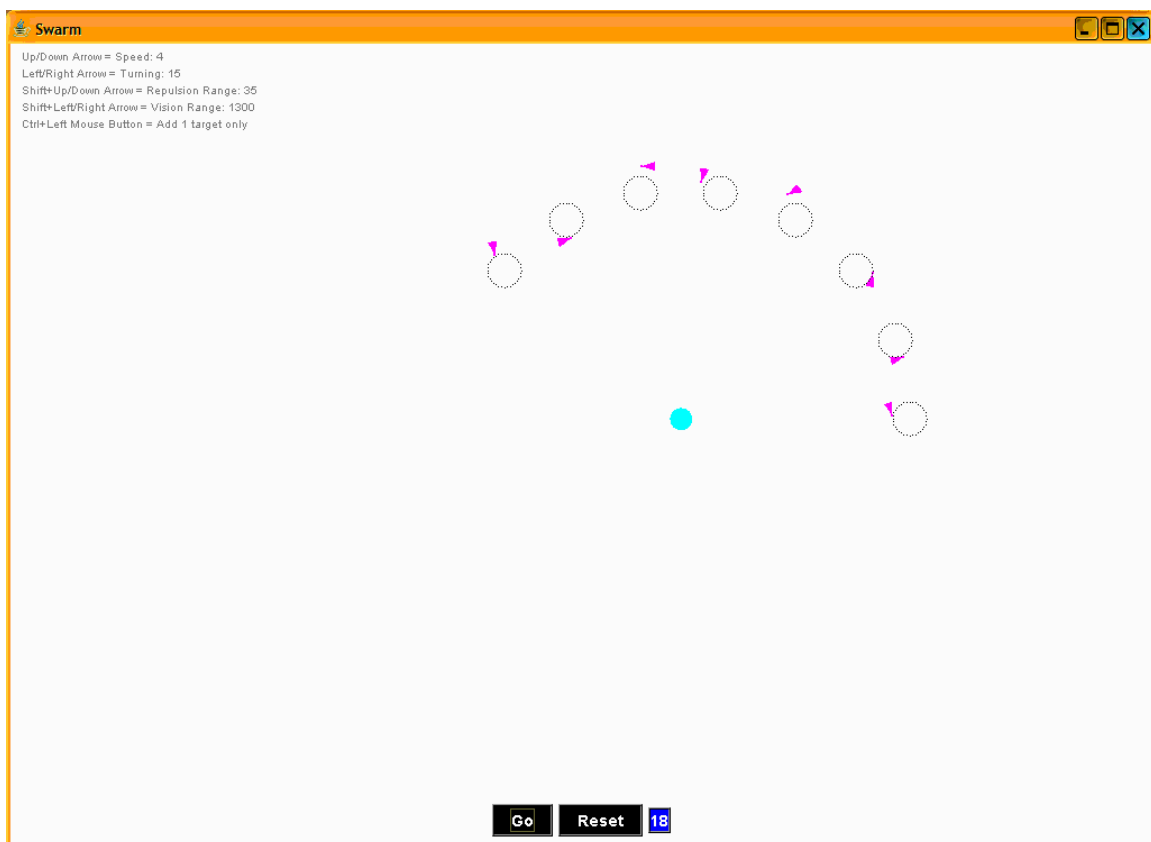 Swarm
Up/Down Arrow = Speed: 4
Left/Right Arrow = Turning: 15
Shift+Up/Down Arrow = Repulsion Range: 35
Shift+Left/Right Arrow = Vision Range: 1300
Ctrl+Left Mouse Button = Add 1 target only
Go Reset 18